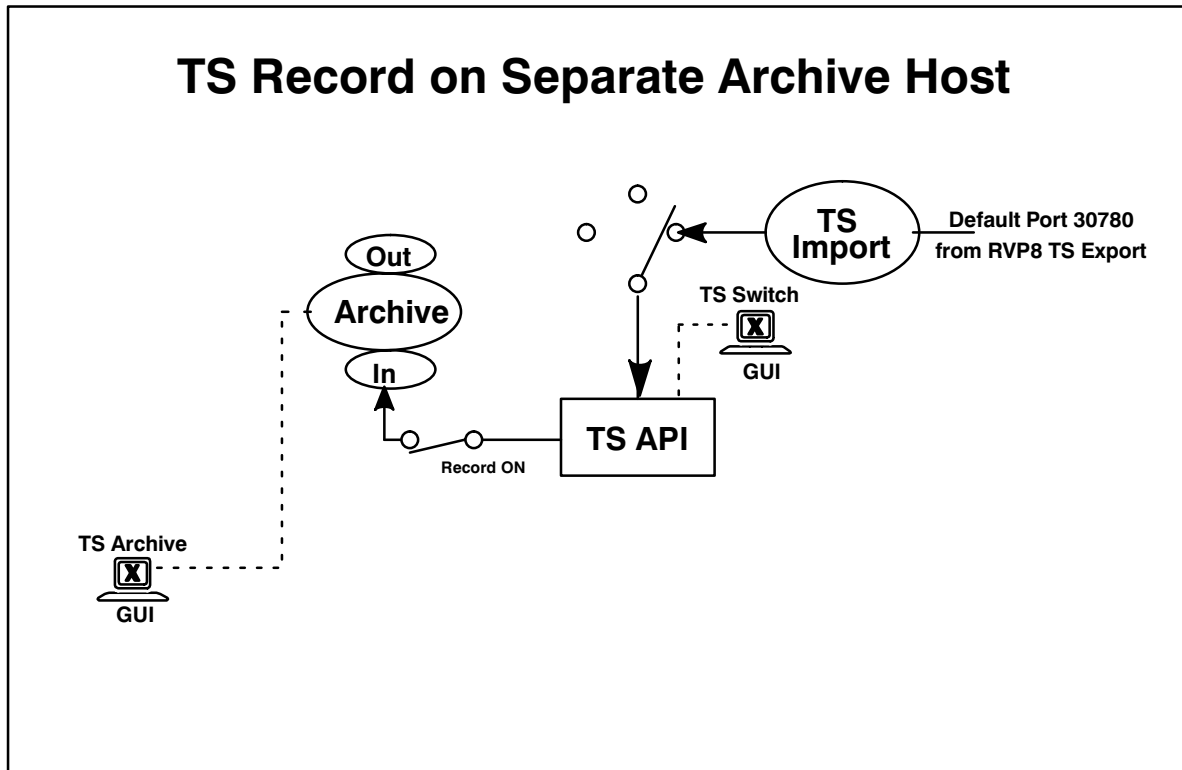 TS Record on Separate Archive Host
TS
Import
Default Port 30780
from RVP8 TS Export
Out
Archive
In
TS Switch
X
GUI
TS API
Record ON
TS Archive
X
GUI